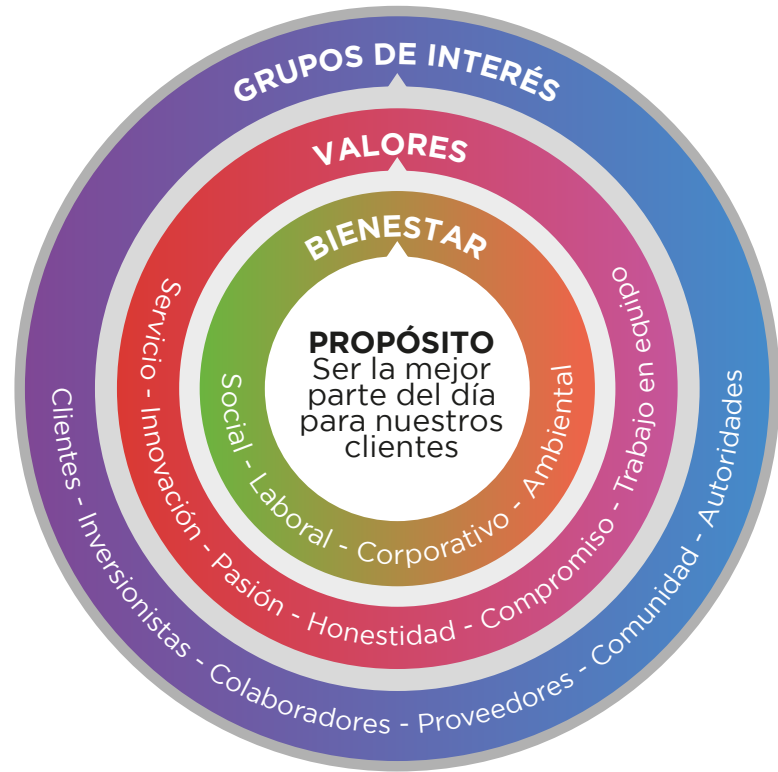 GRUPOS DE INTERÉS
Clientes - Inversionistas - Colaboradores - Proveedores - Comunidad - Autoridades
VALORES
Servicio - Innovación - Pasión - Honestidad - Compromiso - Trabajo en equipo
BIENESTAR
Social - Laboral - Corporativo - Ambiental
PROPÓSITO
Ser la mejor
parte del día
para nuestros
clientes